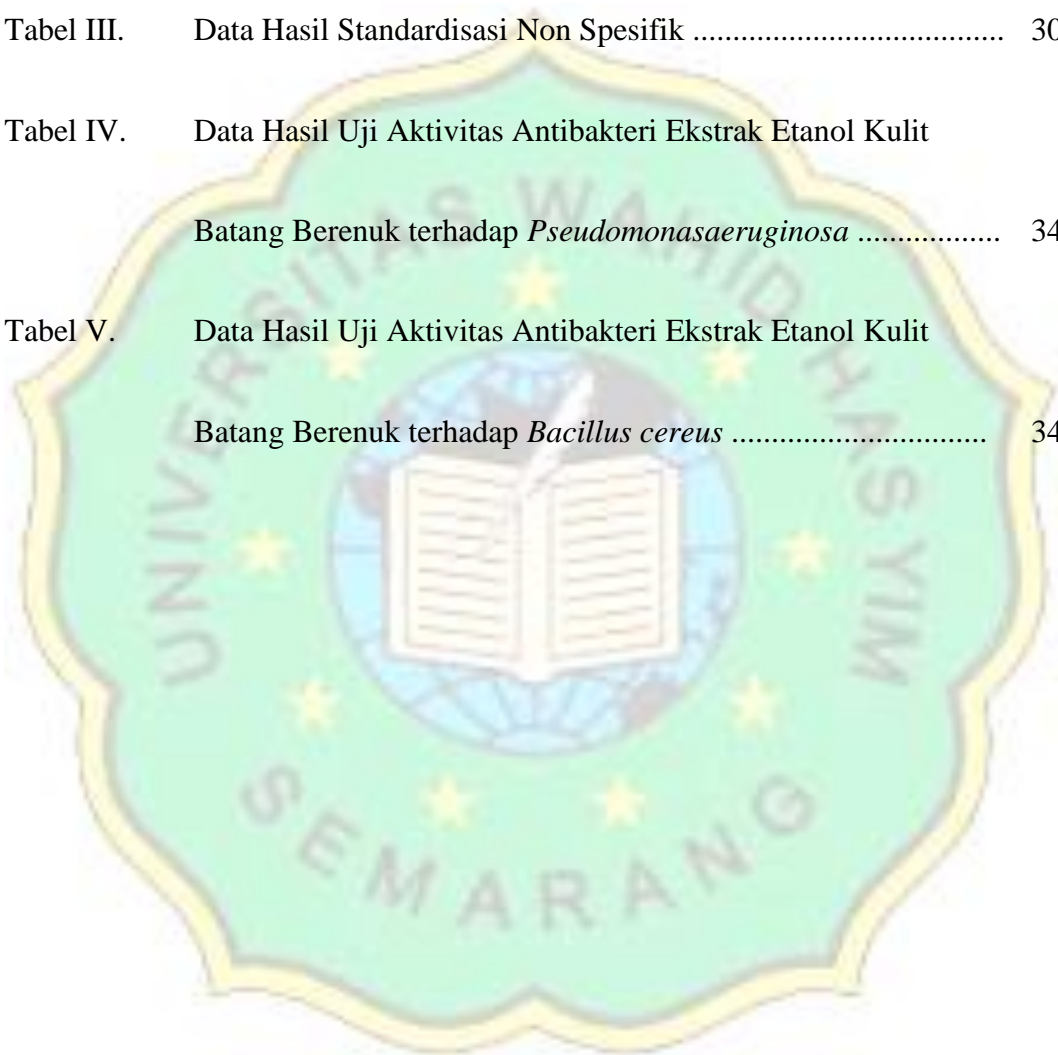 Tabel III. Data Hasil Standardisasi Non Spesifik ....................................... 30
Tabel IV. Data Hasil Uji Aktivitas Antibakteri Ekstrak Etanol Kulit
Batang Berenuk terhadap Pseudomonasaeruginosa .................. 34
Tabel V. Data Hasil Uji Aktivitas Antibakteri Ekstrak Etanol Kulit
Batang Berenuk terhadap Bacillus cereus ................................ 34
UNIVERSITAS WAHID HASYIM
SEMARANG